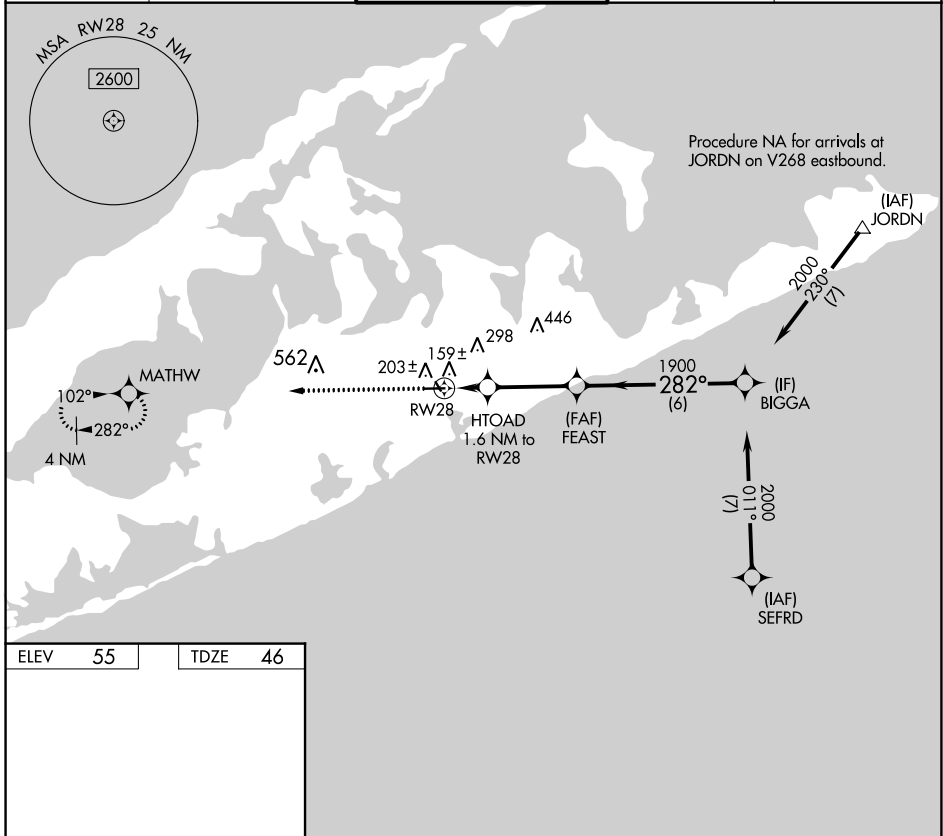 MSA RW28 25 NM
2600
Procedure NA for arrivals at
JORDN on V268 eastbound.
(IAF)
JORDN
2000
230°
(7)
446
298
159±
203±
562
MATHW
102°
282°
4 NM
RW28
HTOAD
1.6 NM to
RW28
(FAF)
FEAST
1900
282°
(6)
(IF)
BIGGA
2000
011°
(7)
(IAF)
SEFRD
ELEV 55
TDZE 46